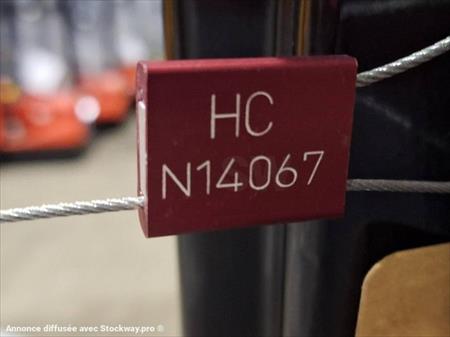 HC
N14067
Annonce diffusée avec Stockway.pro ®